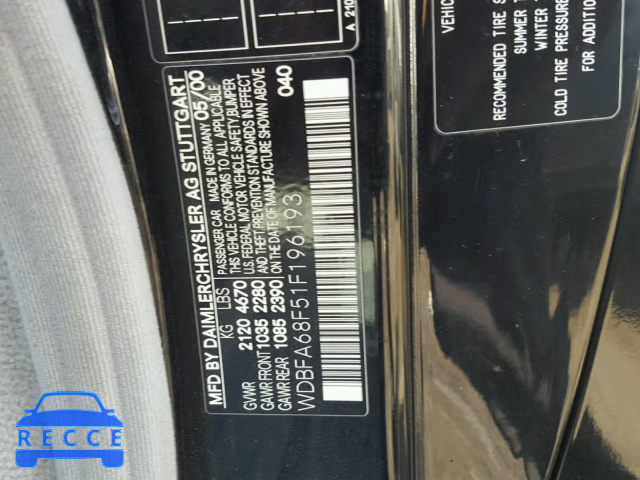 MFD BY DAIMLERCHRYSLER AG STUTTGART
PASSENGER CAR MADE IN GERMANY 05/00
KG LBS THIS VEHICLE CONFORMS TO ALL APPLICABLE
GVWR 2120 4670 U.S. FEDERAL MOTOR VEHICLE SAFETY, BUMPER
GAWR FRONT 1035 2280 AND THEFT PREVENTION STANDARDS IN EFFECT
GAWR REAR 1085 2390 ON THE DATE OF MANUFACTURE SHOWN ABOVE
WDBFA68F51F196193 040
A 210
VEHIC
RECOMMENDED TIRE S
SUMMER T
WINTER
COLD TIRE PRESSURE
FOR ADDITION
RECCE